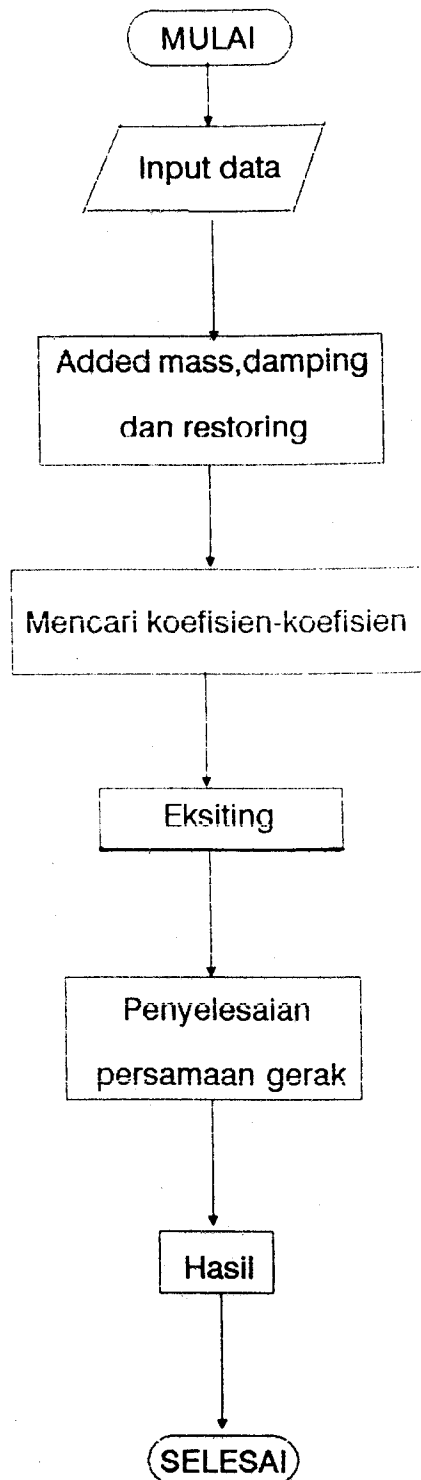 MULAI
Input data
Added mass,damping
dan restoring
Mencari koefisien-koefisien
Eksiting
Penyelesaian
persamaan gerak
Hasil
SELESAI